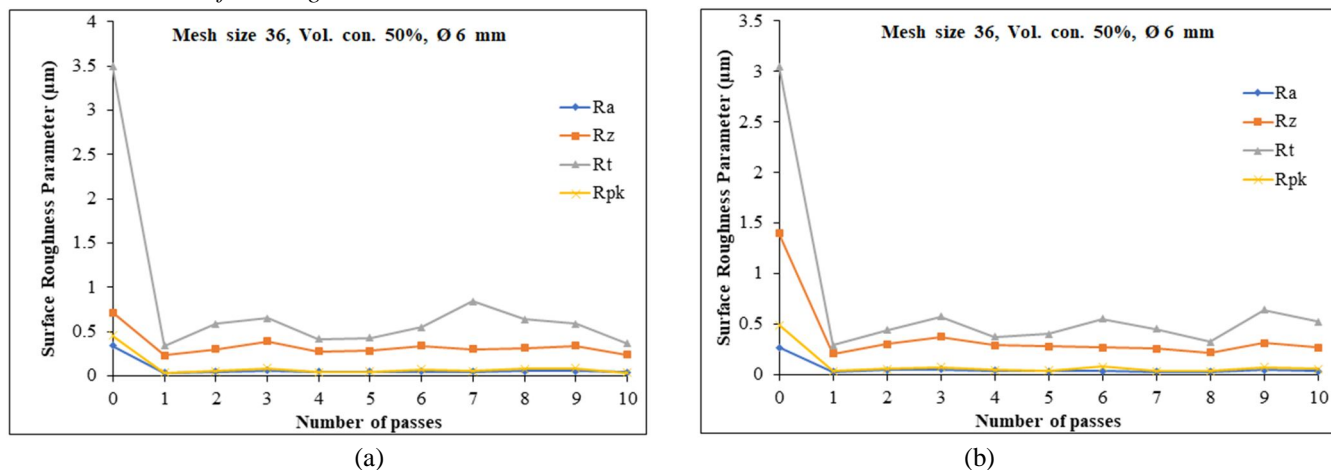 Mesh size 36, Vol. con. 50%, Ø 6 mm
Surface Roughness Parameter (µm)
4
3.5
3
2.5
2
1.5
1
0.5
0
Ra
Rz
Rt
Rpk
0 1 2 3 4 5 6 7 8 9 10
Number of passes
(a)
Mesh size 36, Vol. con. 50%, Ø 6 mm
Surface Roughness Parameter (µm)
3.5
3
2.5
2
1.5
1
0.5
0
Ra
Rz
Rt
Rpk
0 1 2 3 4 5 6 7 8 9 10
Number of passes
(b)